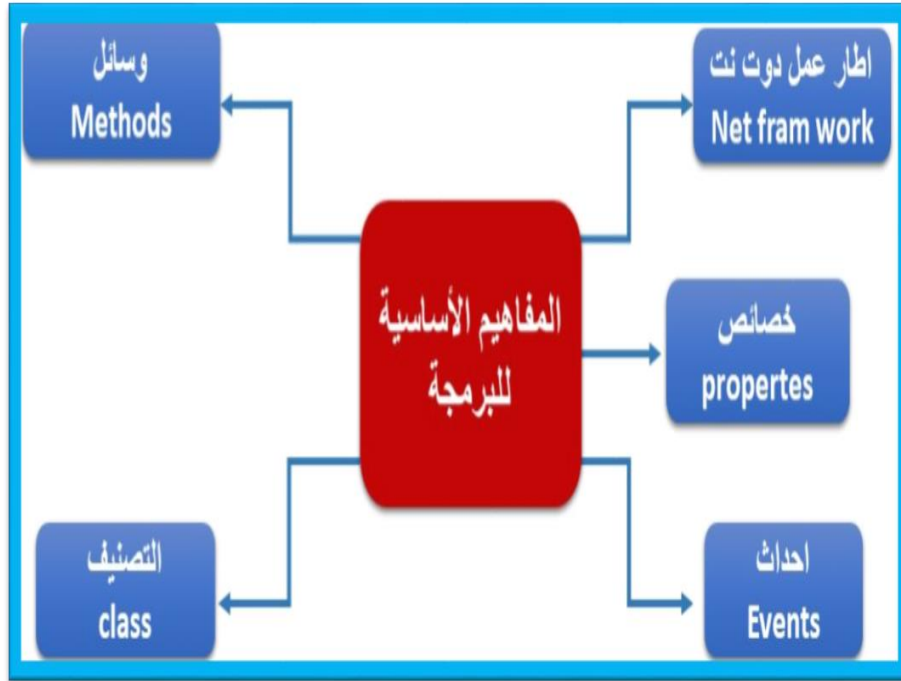 المفاهيم الأساسية
للبرمجة
اطار عمل دوت نت
Net fram work
خصائص
propertes
احداث
Events
وسائل
Methods
التصنيف
class